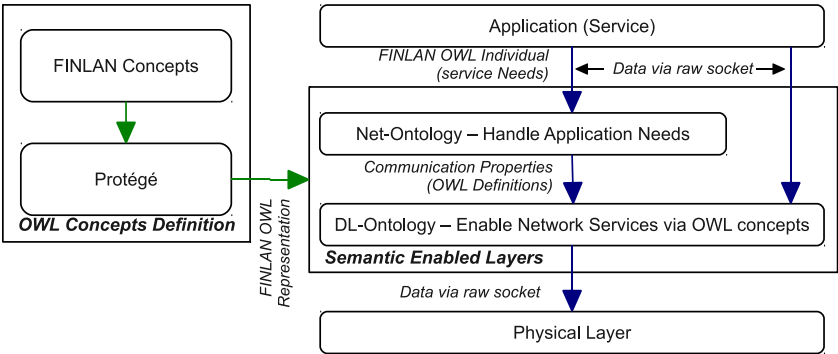 FINLAN Concepts
Protégé
OWL Concepts Definition
FINLAN OWL
Representation
Application (Service)
FINLAN OWL Individual
(service Needs)
Data via raw socket
Net-Ontology – Handle Application Needs
Communication Properties
(OWL Definitions)
DL-Ontology – Enable Network Services via OWL concepts
Semantic Enabled Layers
Data via raw socket
Physical Layer